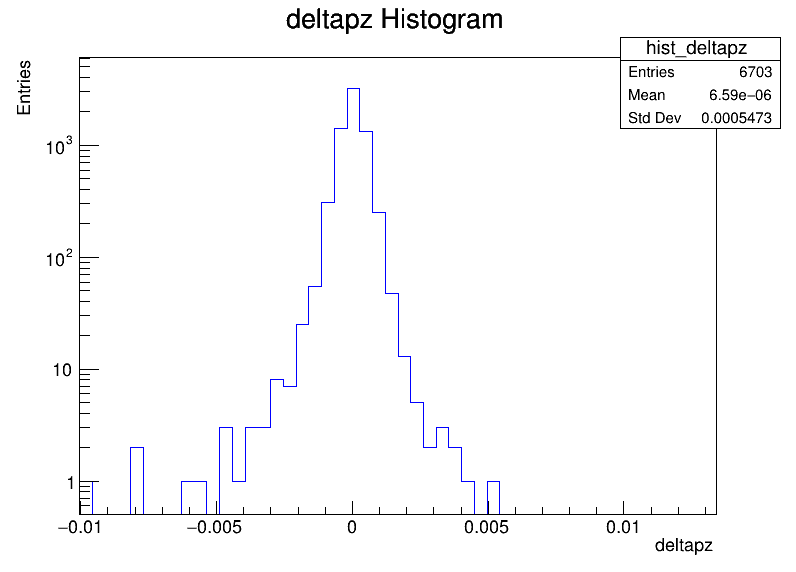 deltapz Histogram
hist_deltapz
Entries 6703
Mean 6.59e−06
Std Dev 0.0005473
Entries
10³
10²
10
1
−0.01 −0.005 0 0.005 0.01
deltapz